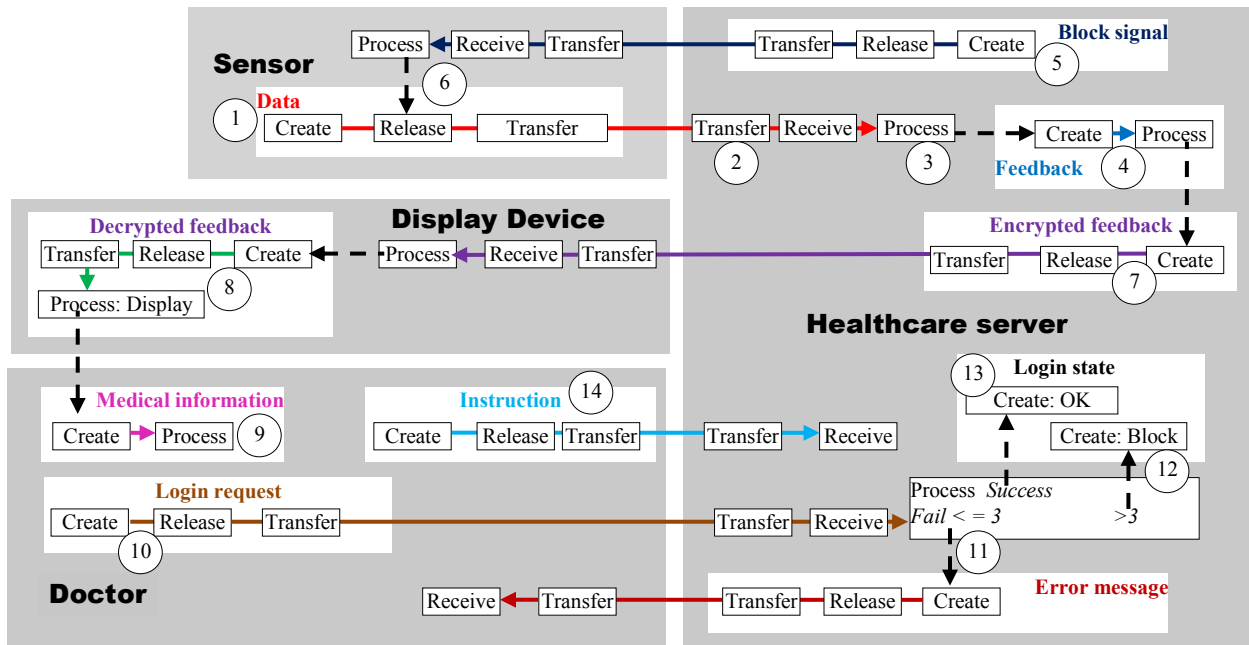 Process Receive Transfer Transfer Release Create Block signal
Sensor
6
5
Data
1
Create Release Transfer Transfer Receive Process
2
3
Create Process
4
Feedback
Display Device
Decrypted feedback
Encrypted feedback
Transfer Release Create Process Receive Transfer Transfer Release Create
8
7
Process: Display
Healthcare server
Login state
13
Create: OK
Medical information
Instruction
14
Create Process
9
Create Release Transfer Transfer Receive
Create: Block
12
Login request
Process Success
Fail < = 3 >3
Create Release Transfer Transfer Receive
10
11
Doctor
Error message
Receive Transfer Transfer Release Create